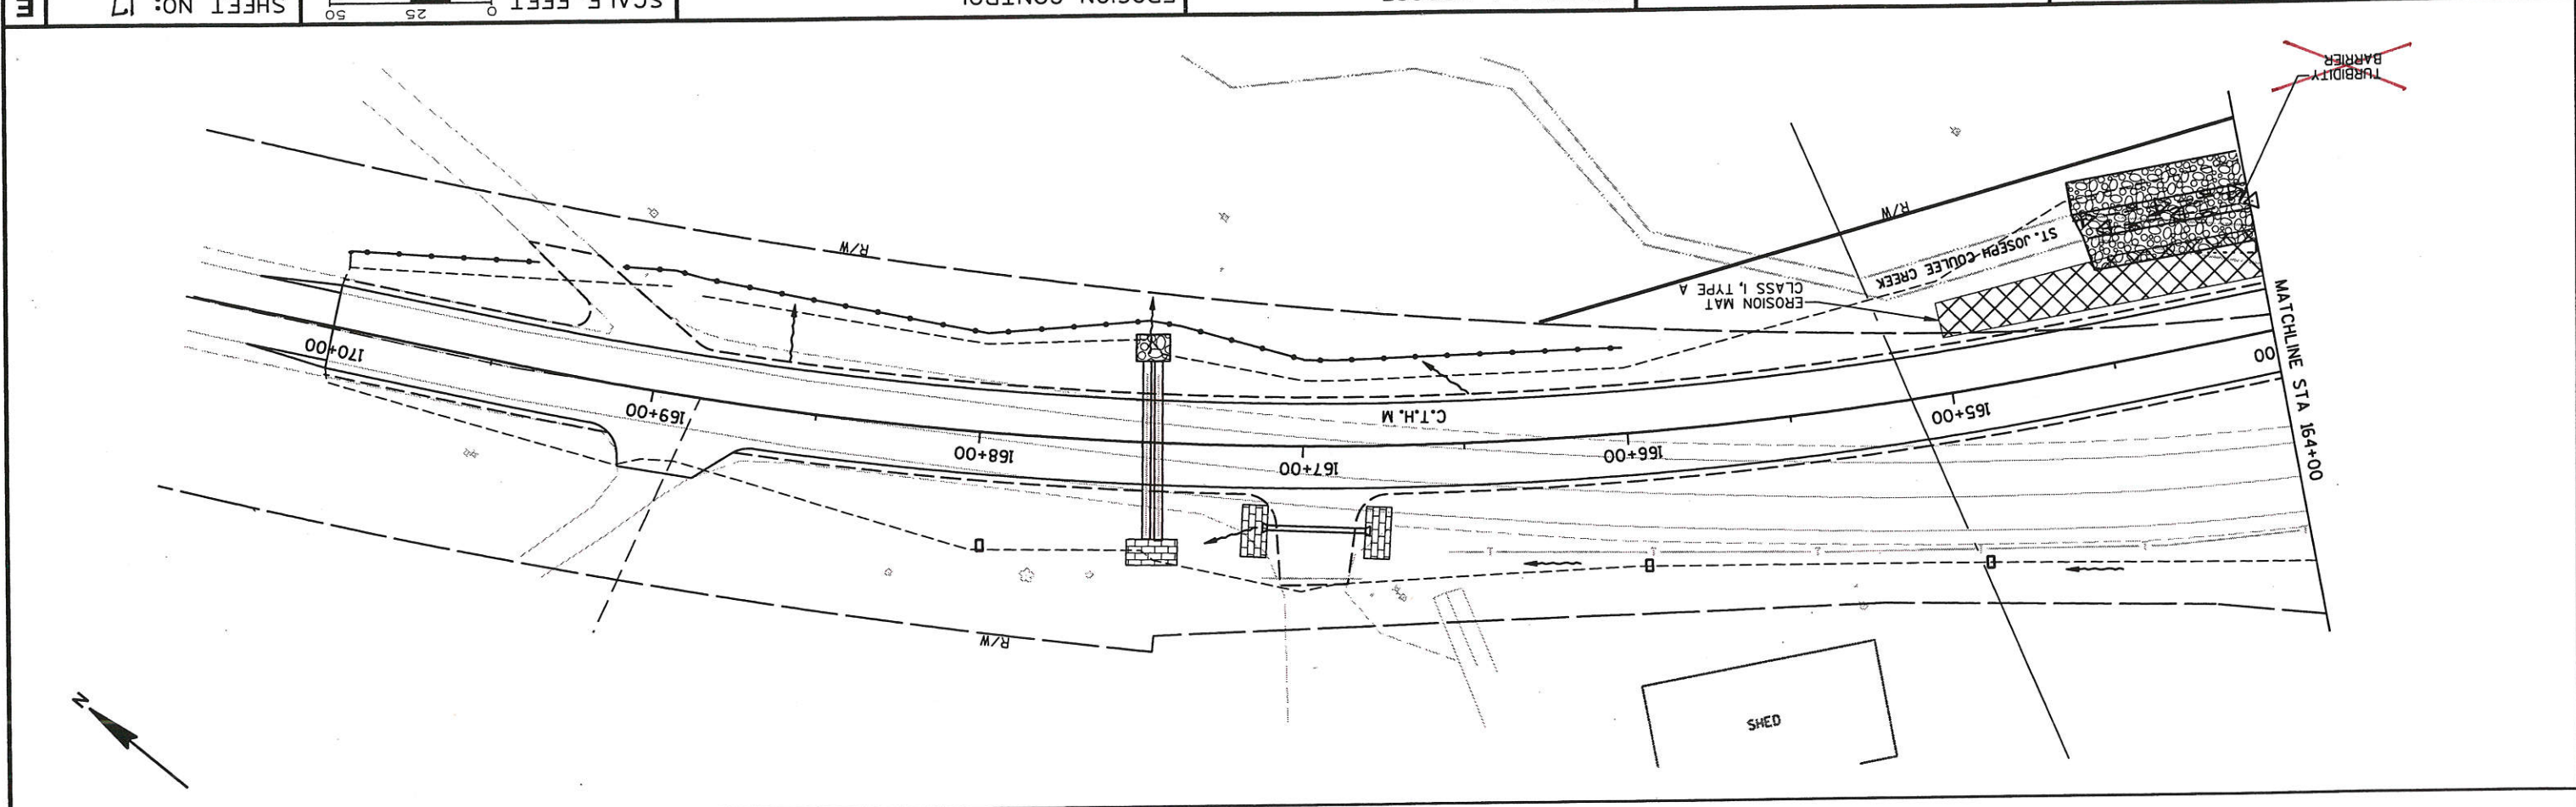 SHEET NO: 17
E
SCALE, FEET
0 25 50
EROSION CONTROL
TURBIDITY
BARRIER
R/W
ST. JOSEPH COULEE CREEK
EROSION MAT
CLASS I, TYPE A
MATCHLINE STA 164+00
R/W
00
165+00
166+00
167+00
168+00
169+00
170+00
C.T.H. M
R/W
SHED
N